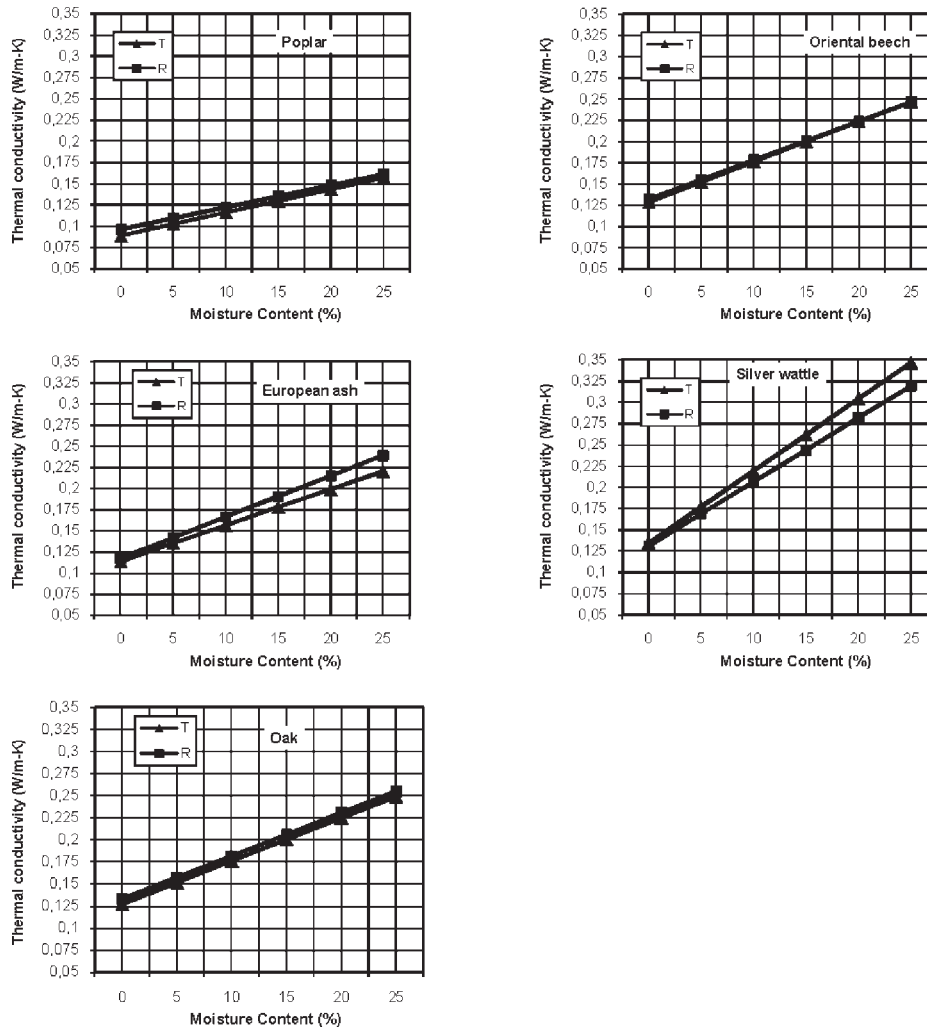 Poplar
T
R
Thermal conductivity (W/m-K)
0,35
0,325
0,3
0,275
0,25
0,225
0,2
0,175
0,15
0,125
0,1
0,075
0,05
0 5 10 15 20 25
Moisture Content (%)
Oriental beech
T
R
Thermal conductivity (W/m-K)
0,35
0,325
0,3
0,275
0,25
0,225
0,2
0,175
0,15
0,125
0,1
0,075
0,05
0 5 10 15 20 25
Moisture Content (%)
European ash
T
R
Thermal conductivity (W/m-K)
0,35
0,325
0,3
0,275
0,25
0,225
0,2
0,175
0,15
0,125
0,1
0,075
0,05
0 5 10 15 20 25
Moisture Content (%)
Silver wattle
T
R
Thermal conductivity (W/m-K)
0,35
0,325
0,3
0,275
0,25
0,225
0,2
0,175
0,15
0,125
0,1
0,075
0,05
0 5 10 15 20 25
Moisture Content (%)
Oak
T
R
Thermal conductivity (W/m-K)
0,35
0,325
0,3
0,275
0,25
0,225
0,2
0,175
0,15
0,125
0,1
0,075
0,05
0 5 10 15 20 25
Moisture Content (%)